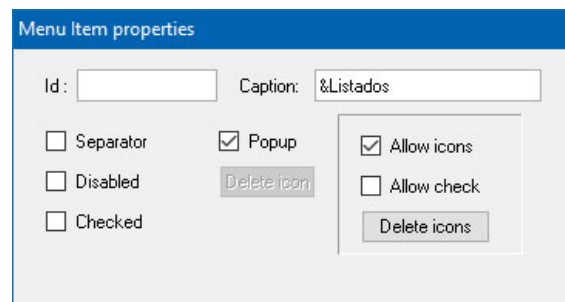 Menu Item properties
Id : Caption: &Listados
Separator Popup Allow icons
Disabled Delete icon Allow check
Checked Delete icons